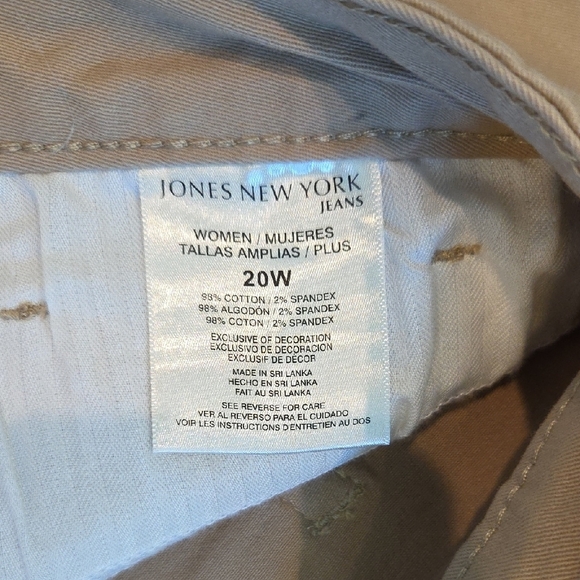 JONES NEW YORK
JEANS
WOMEN / MUJERES
TALLAS AMPLIAS / PLUS
20W
98% COTTON / 2% SPANDEX
98% ALGODÓN / 2% SPANDEX
98% COTON / 2% SPANDEX
EXCLUSIVE OF DECORATION
EXCLUSIVO DE DECORACION
EXCLUSIF DE DÉCOR
MADE IN SRI LANKA
HECHO EN SRI LANKA
FAIT AU SRI LANKA
SEE REVERSE FOR CARE
VER AL REVERSO PARA EL CUIDADO
VOIR LES INSTRUCTIONS D'ENTRETIEN AU DOS